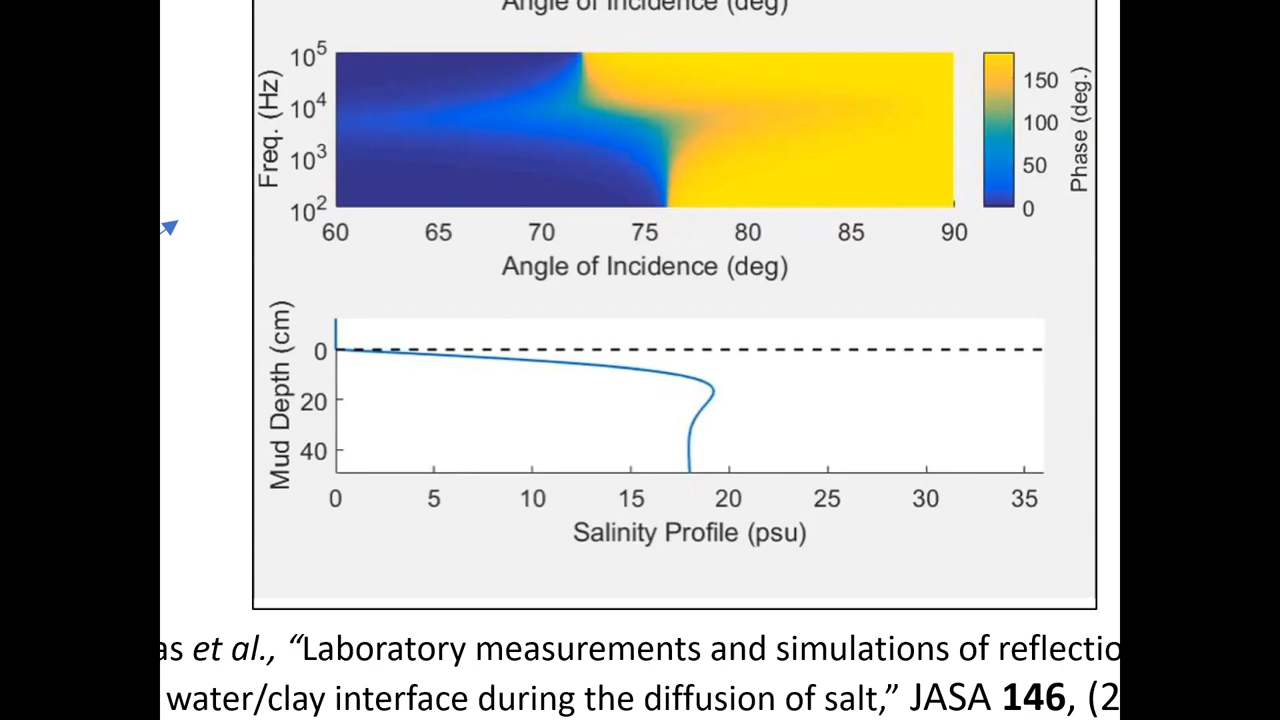 Angle of Incidence (deg)
10^5
10^4
10^3
10^2
Freq. (Hz)
60 65 70 75 80 85 90
Angle of Incidence (deg)
150
100
50
0
Phase (deg.)
0
20
40
Mud Depth (cm)
0 5 10 15 20 25 30 35
Salinity Profile (psu)
as et al., “Laboratory measurements and simulations of reflectio
water/clay interface during the diffusion of salt,” JASA 146, (2